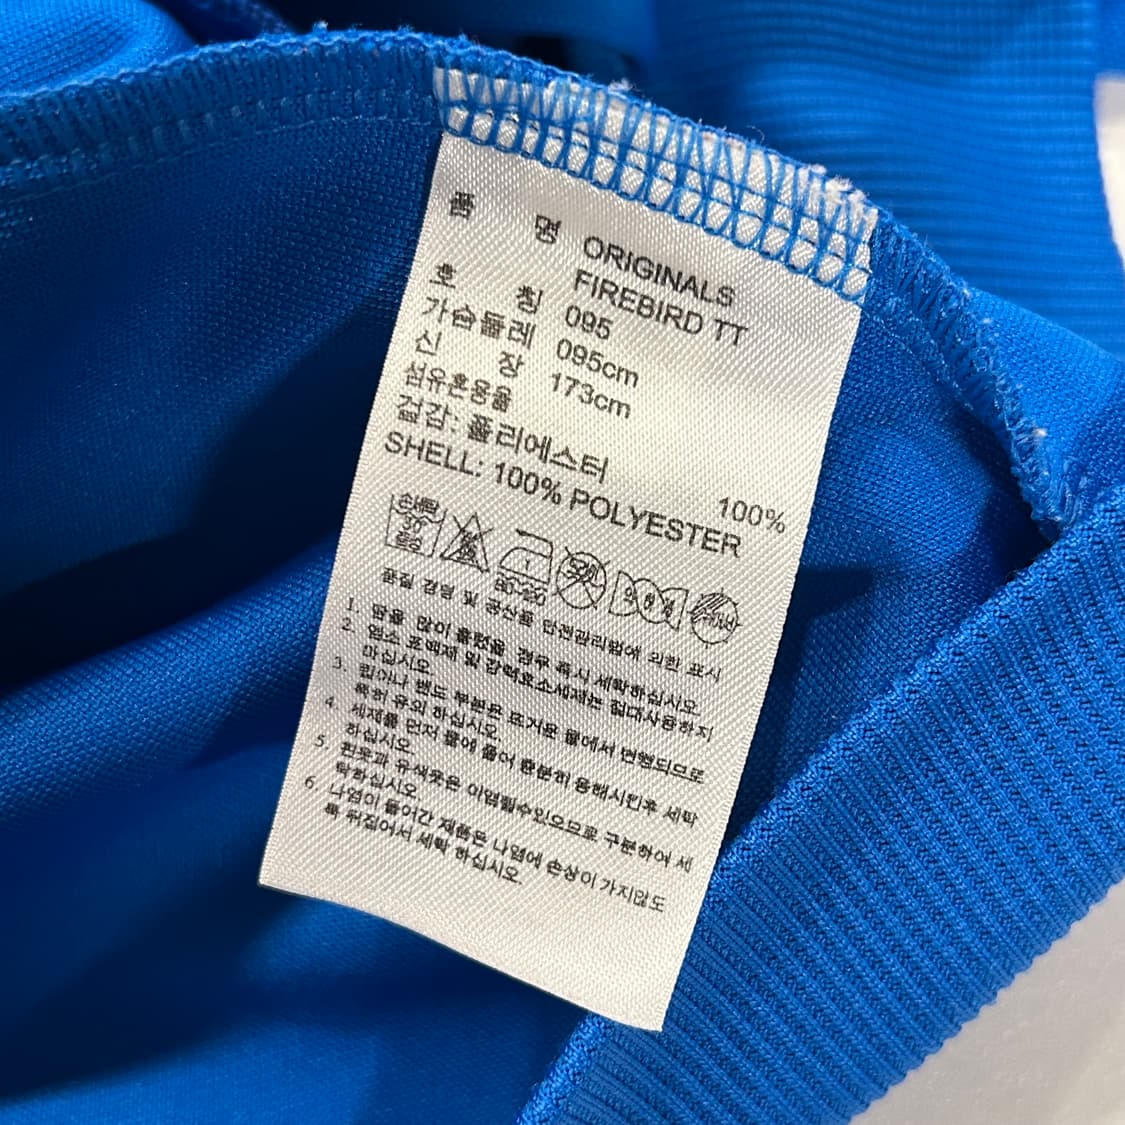 품 명 ORIGINALS
FIREBIRD TT
호 칭 095
가슴둘레 095cm
신 장 173cm
섬유혼용율
겉감: 폴리에스터 100%
SHELL: 100% POLYESTER
손세탁 30 중성
품질 경영 및 공산품 안전관리법에 의한 표시
1. 땀을 많이 흘렸을 경우 즉시 세탁하십시오.
2. 염소 표백제 및 강력효소세제는 절대사용하지
마십시오
3. 립이나 밴드 부분은 뜨거운 물에서 변형되므로
특히 유의 하십시오.
4. 세제를 먼저 물에 풀어 충분히 용해시킨후 세탁
하십시오
5. 흰옷과 유색옷은 이염될수있으므로 구분하여 세
탁하십시오
6. 나염이 들어간 제품은 나염에 손상이 가지않도
록 뒤집어서 세탁 하십시오.